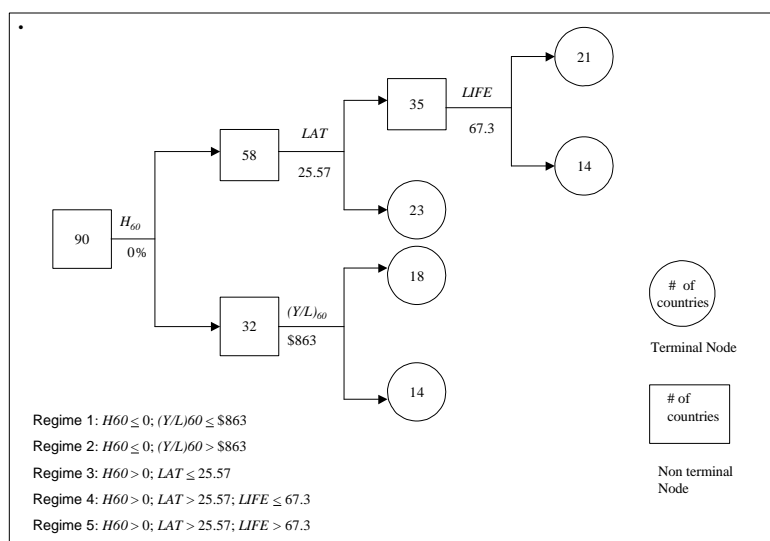 •
21
35
LIFE
67.3
14
58
LAT
25.57
23
90
H60
0%
18
32
(Y/L)60
$863
14
# of
countries
Terminal Node
# of
countries
Non terminal
Node
Regime 1: H60 ≤ 0; (Y/L)60 ≤ $863
Regime 2: H60 ≤ 0; (Y/L)60 > $863
Regime 3: H60 > 0; LAT ≤ 25.57
Regime 4: H60 > 0; LAT > 25.57; LIFE ≤ 67.3
Regime 5: H60 > 0; LAT > 25.57; LIFE > 67.3